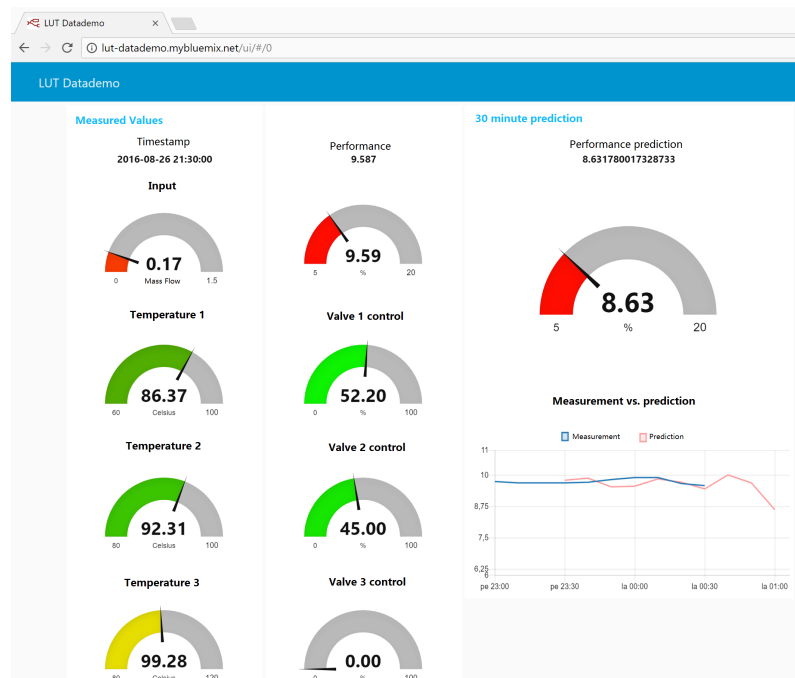 LUT Datademo
lut-datademo.mybluemix.net/ui/#/0
LUT Datademo
Measured Values
Timestamp
2016-08-26 21:30:00
Input
0.17
0 Mass Flow 1.5
Temperature 1
86.37
60 Celsius 100
Temperature 2
92.31
80 Celsius 100
Temperature 3
99.28
80 Celsius 120
Performance
9.587
9.59
5 % 20
Valve 1 control
52.20
0 % 100
Valve 2 control
45.00
0 % 100
Valve 3 control
0.00
0 % 100
30 minute prediction
Performance prediction
8.631780017328733
8.63
5 % 20
Measurement vs. prediction
Measurement Prediction
11
10
8,75
7,5
6,25
6
pe 23:00 pe 23:30 la 00:00 la 00:30 la 01:00